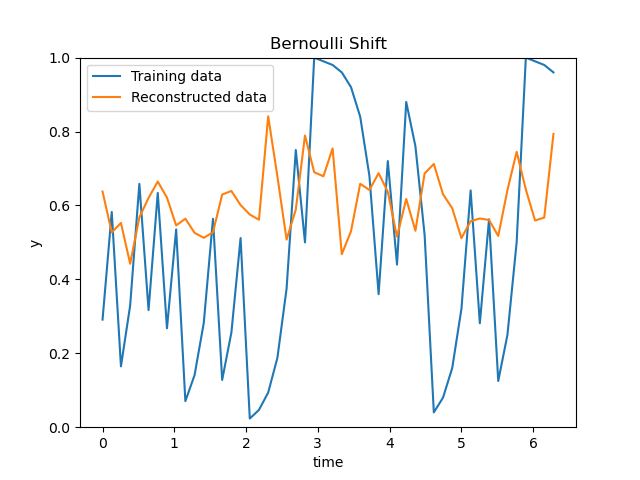 Bernoulli Shift
Training data
Reconstructed data
1.0
0.8
0.6
0.4
0.2
0.0
y
0 1 2 3 4 5 6
time